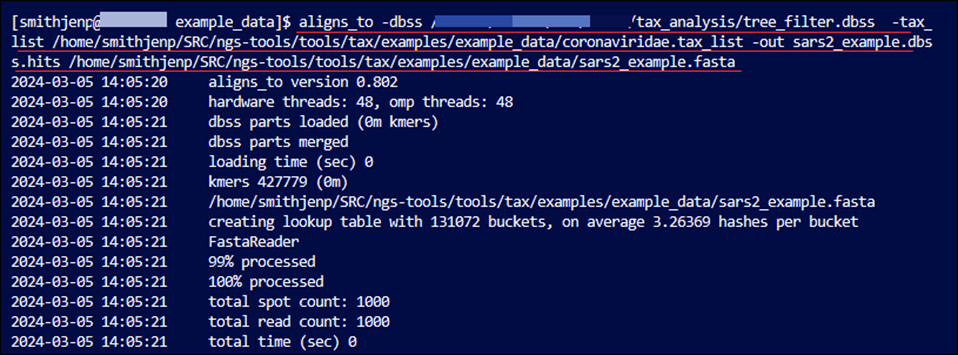 [smithjenp@ example_data]$ aligns_to -dbss / /tax_analysis/tree_filter.dbss -tax_
list /home/smithjenp/SRC/ngs-tools/tools/tax/examples/example_data/coronaviridae.tax_list -out sars2_example.dbs
s.hits /home/smithjenp/SRC/ngs-tools/tools/tax/examples/example_data/sars2_example.fasta
2024-03-05 14:05:20 aligns_to version 0.802
2024-03-05 14:05:20 hardware threads: 48, omp threads: 48
2024-03-05 14:05:21 dbss parts loaded (0m kmers)
2024-03-05 14:05:21 dbss parts merged
2024-03-05 14:05:21 loading time (sec) 0
2024-03-05 14:05:21 kmers 427779 (0m)
2024-03-05 14:05:21 /home/smithjenp/SRC/ngs-tools/tools/tax/examples/example_data/sars2_example.fasta
2024-03-05 14:05:21 creating lookup table with 131072 buckets, on average 3.26369 hashes per bucket
2024-03-05 14:05:21 FastaReader
2024-03-05 14:05:21 99% processed
2024-03-05 14:05:21 100% processed
2024-03-05 14:05:21 total spot count: 1000
2024-03-05 14:05:21 total read count: 1000
2024-03-05 14:05:21 total time (sec) 0